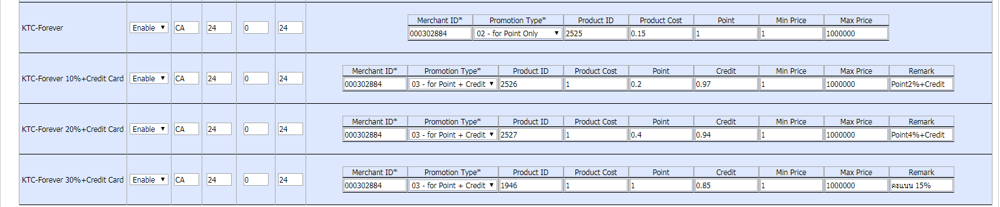 Merchant ID* Promotion Type* Product ID Product Cost Point Min Price Max Price
KTC-Forever Enable CA 24 0 24 000302884 02 - for Point Only 2525 0.15 1 1 1000000
Merchant ID* Promotion Type* Product ID Product Cost Point Credit Min Price Max Price Remark
KTC-Forever 10%+Credit Card Enable CA 24 0 24 000302884 03 - for Point + Credit 2526 1 0.2 0.97 1 1000000 Point2%+Credit
Merchant ID* Promotion Type* Product ID Product Cost Point Credit Min Price Max Price Remark
KTC-Forever 20%+Credit Card Enable CA 24 0 24 000302884 03 - for Point + Credit 2527 1 0.4 0.94 1 1000000 Point4%+Credit
Merchant ID* Promotion Type* Product ID Product Cost Point Credit Min Price Max Price Remark
KTC-Forever 30%+Credit Card Enable CA 24 0 24 000302884 03 - for Point + Credit 1946 1 1 0.85 1 1000000 คะแนน 15%